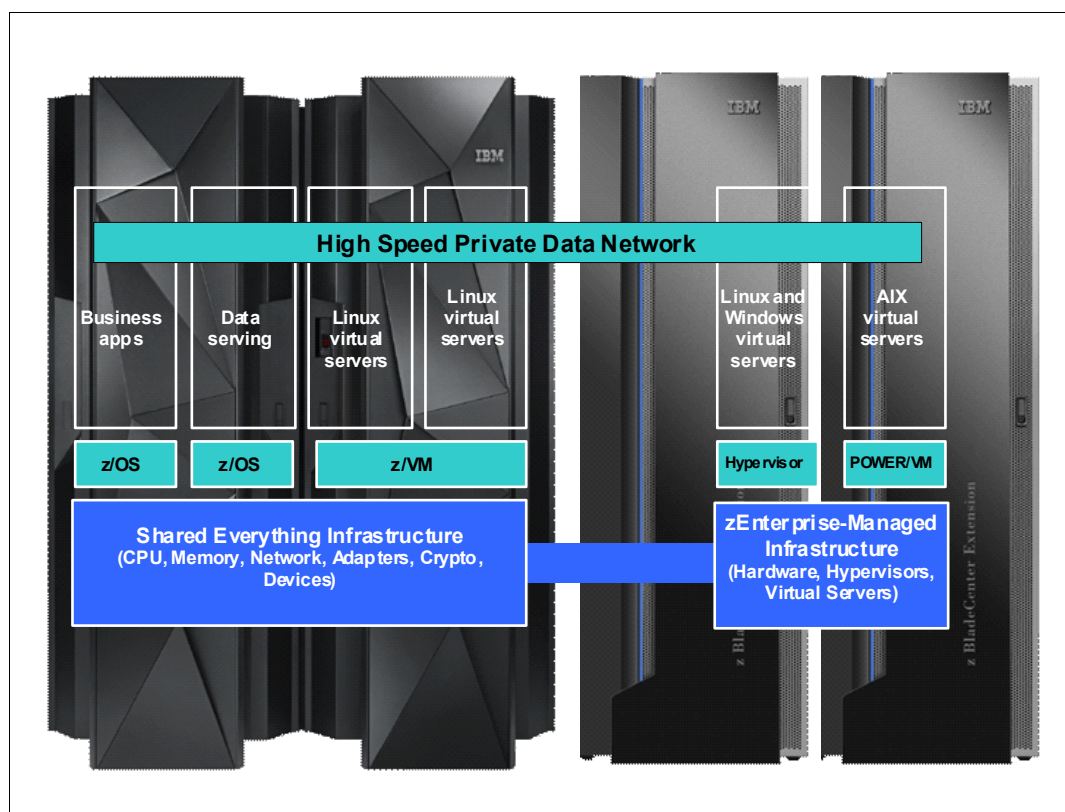 IBM
IBM
IBM
High Speed Private Data Network
Business
apps
Data
serving
Linux
virtual
servers
Linux
virtual
servers
Linux and
Windows
virtual
servers
AIX
virtual
servers
z/OS
z/OS
z/VM
Hypervisor
POWER/VM
Shared Everything Infrastructure
(CPU, Memory, Network, Adapters, Crypto,
Devices)
zEnterprise-Managed
Infrastructure
(Hardware, Hypervisors,
Virtual Servers)
z BladeCenter Extension